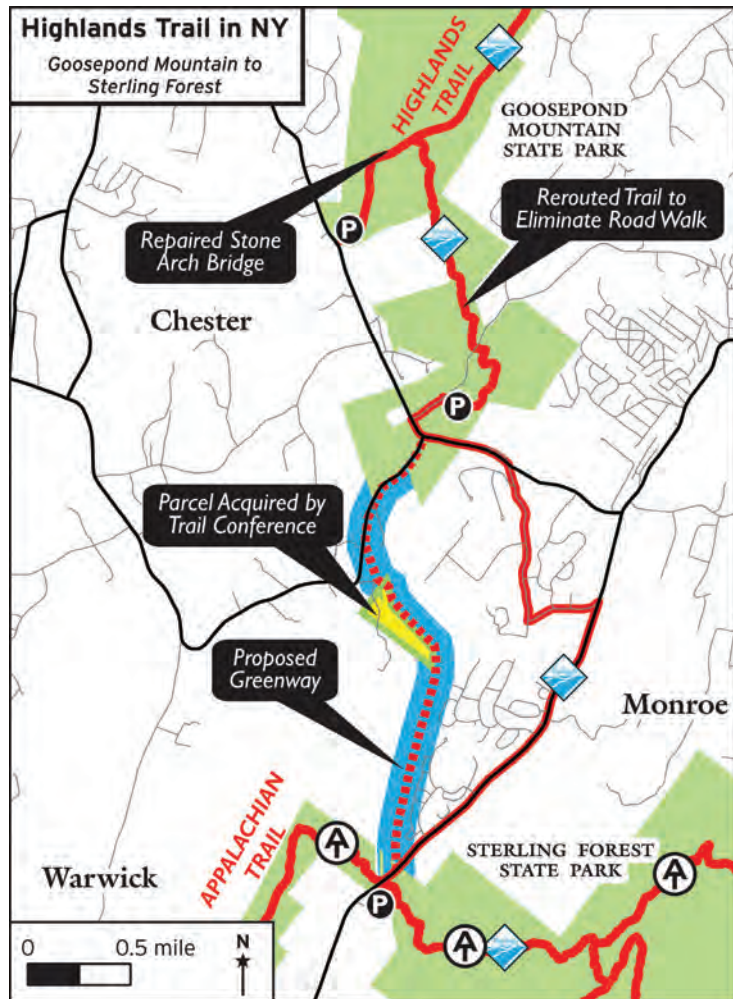 Highlands Trail in NY
Goosepond Mountain to
Sterling Forest
HIGHLANDS
TRAIL
GOOSEPOND
MOUNTAIN
STATE PARK
Repaired Stone
Arch Bridge
Rerouted Trail to
Eliminate Road Walk
P
Chester
P
Parcel Acquired by
Trail Conference
Proposed
Greenway
Monroe
APPALACHIAN
TRAIL
STERLING FOREST
STATE PARK
Warwick
P
0 0.5 mile
N